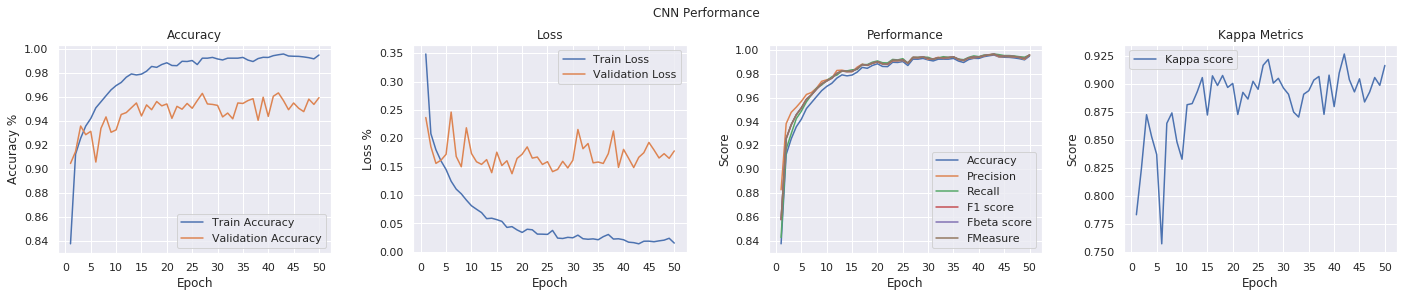 CNN Performance
Accuracy
Accuracy %
1.00
0.98
0.96
0.94
0.92
0.90
0.88
0.86
0.84
Train Accuracy
Validation Accuracy
0 5 10 15 20 25 30 35 40 45 50
Epoch
Loss
Loss %
0.35
0.30
0.25
0.20
0.15
0.10
0.05
0.00
Train Loss
Validation Loss
0 5 10 15 20 25 30 35 40 45 50
Epoch
Performance
Score
1.00
0.98
0.96
0.94
0.92
0.90
0.88
0.86
0.84
Accuracy
Precision
Recall
F1 score
Fbeta score
FMeasure
0 5 10 15 20 25 30 35 40 45 50
Epoch
Kappa Metrics
Score
0.925
0.900
0.875
0.850
0.825
0.800
0.775
0.750
Kappa score
0 5 10 15 20 25 30 35 40 45 50
Epoch